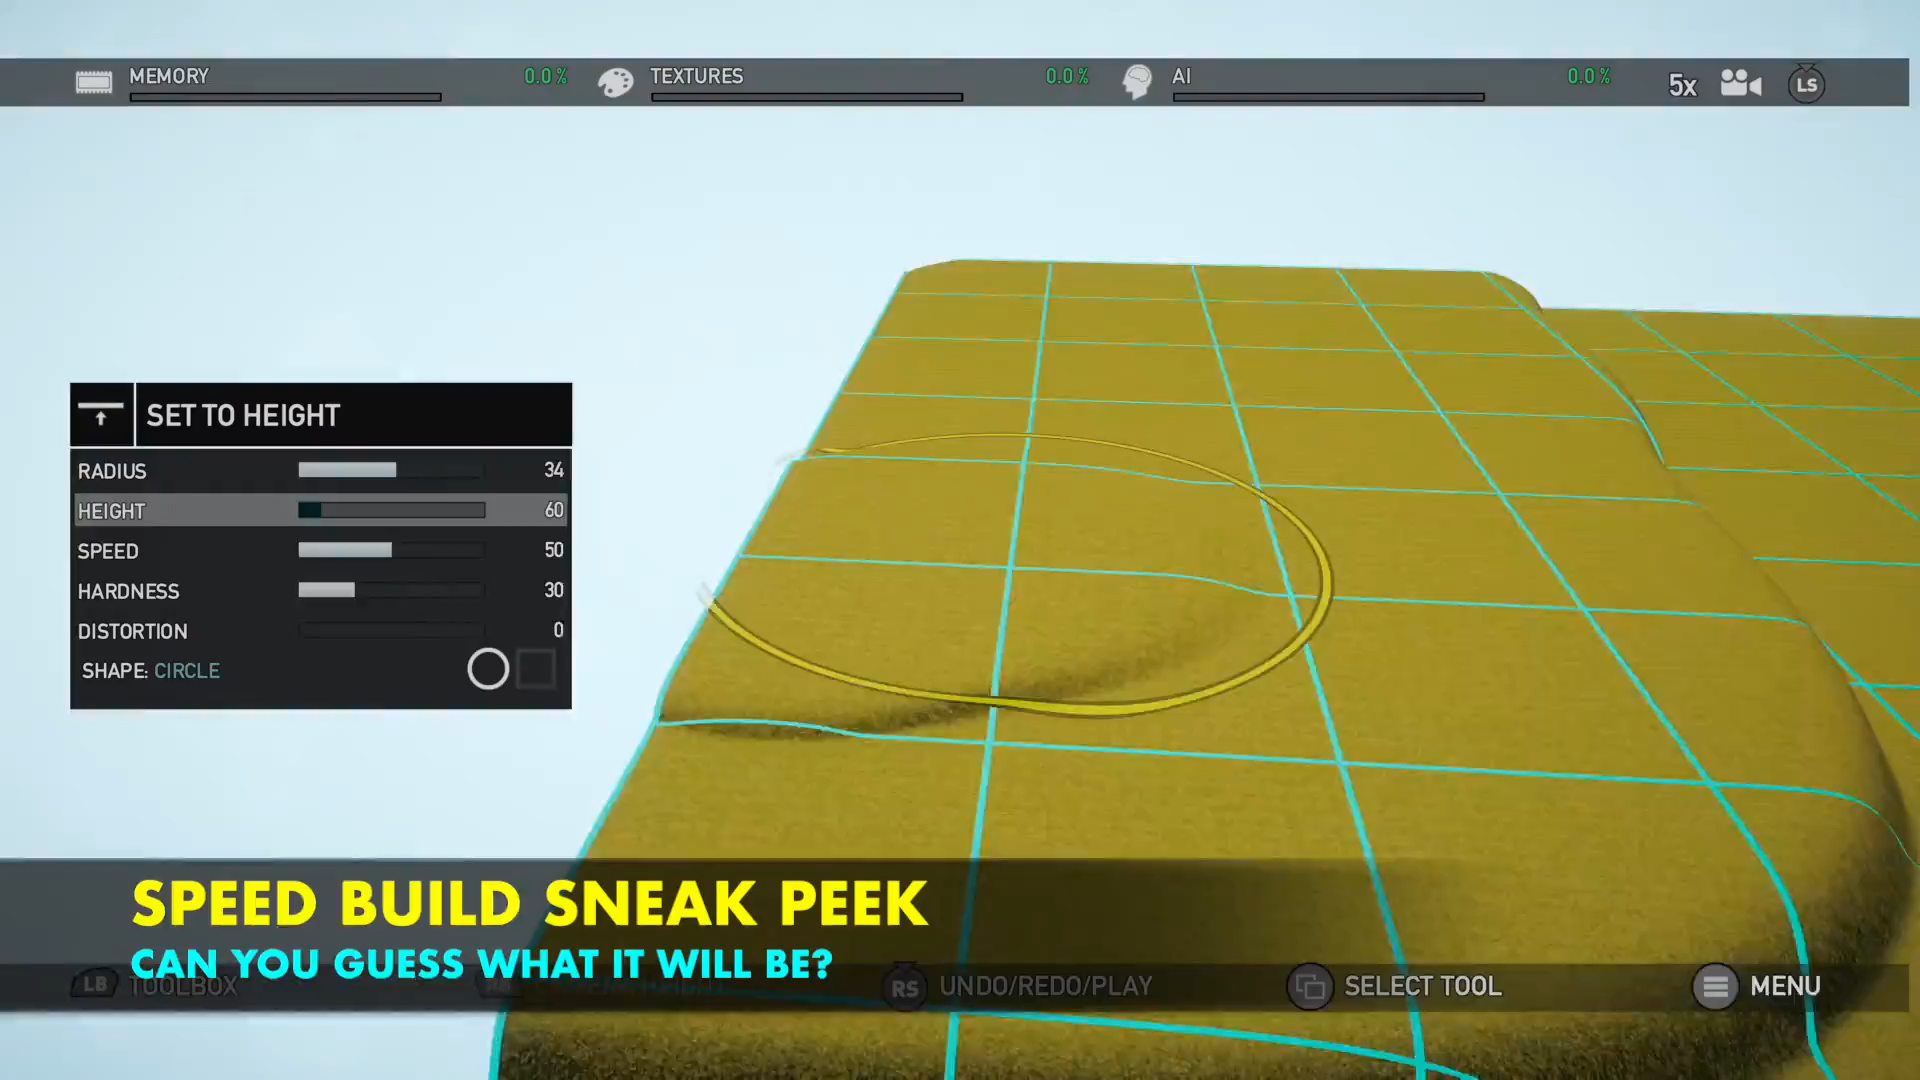 MEMORY 0.0 % TEXTURES 0.0 % AI 0.0 % 5x LS
SET TO HEIGHT
RADIUS 34
HEIGHT 60
SPEED 50
HARDNESS 30
DISTORTION 0
SHAPE: CIRCLE
SPEED BUILD SNEAK PEEK
CAN YOU GUESS WHAT IT WILL BE?
LB TOOLBOX RS UNDO/REDO/PLAY SELECT TOOL MENU